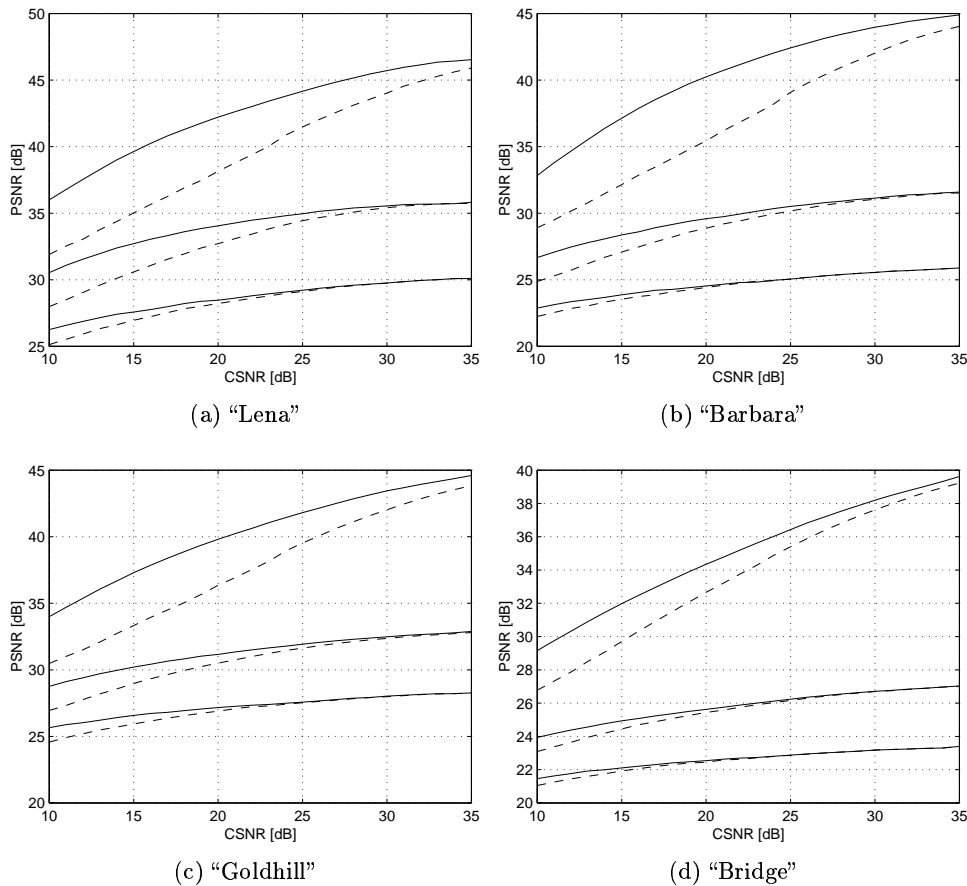 50
45
40
35
30
25
PSNR [dB]
10 15 20 25 30 35
CSNR [dB]
(a) “Lena”
45
40
35
30
25
20
PSNR [dB]
10 15 20 25 30 35
CSNR [dB]
(b) “Barbara”
45
40
35
30
25
20
PSNR [dB]
10 15 20 25 30 35
CSNR [dB]
(c) “Goldhill”
40
38
36
34
32
30
28
26
24
22
20
PSNR [dB]
10 15 20 25 30 35
CSNR [dB]
(d) “Bridge”